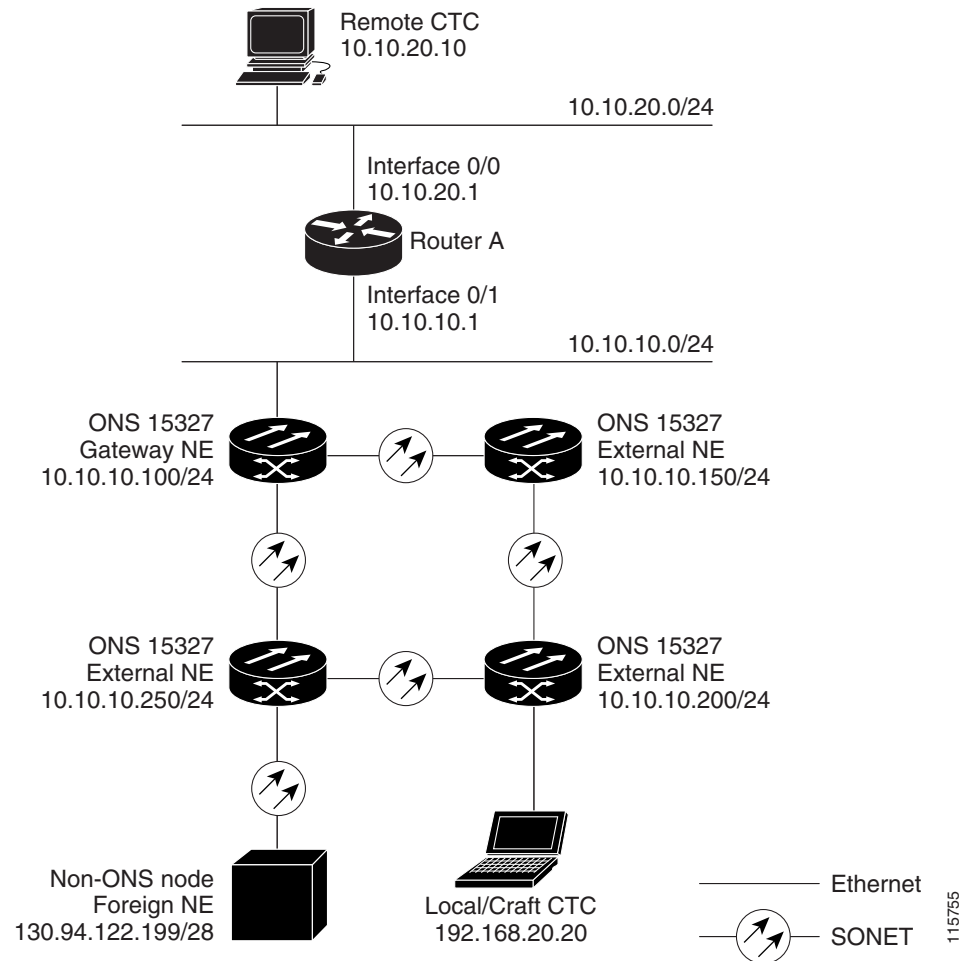 Remote CTC
10.10.20.10
10.10.20.0/24
Interface 0/0
10.10.20.1
Router A
Interface 0/1
10.10.10.1
10.10.10.0/24
ONS 15327
Gateway NE
10.10.10.100/24
ONS 15327
External NE
10.10.10.150/24
ONS 15327
External NE
10.10.10.250/24
ONS 15327
External NE
10.10.10.200/24
Non-ONS node
Foreign NE
130.94.122.199/28
Local/Craft CTC
192.168.20.20
Ethernet
SONET
115755